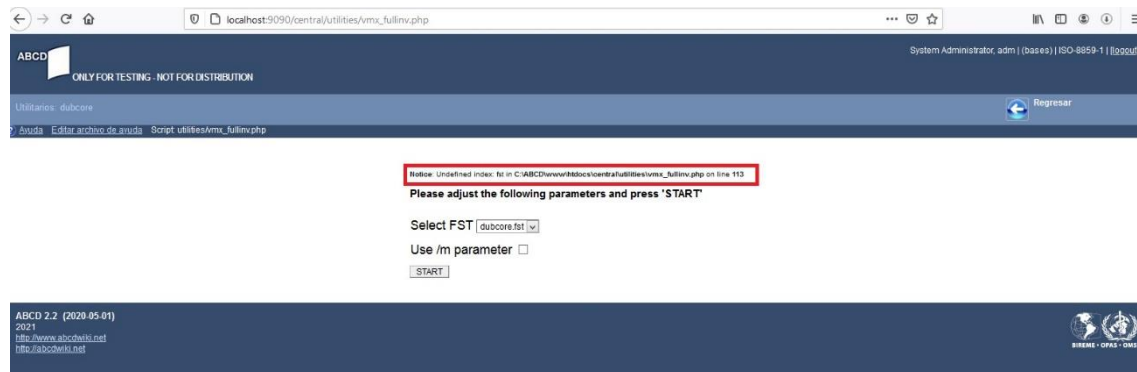 localhost:9090/central/utilities/vmx_fullinv.php
ABCD
ONLY FOR TESTING - NOT FOR DISTRIBUTION
System Administrator, adm | (bases) | ISO-8859-1 | [logout
Utilitarios: dubcore
Regresar
Ayuda Editar archivo de ayuda Script: utilities/vmx_fullinv.php
Notice: Undefined index: fst in C:\ABCD\www\htdocs\central\utilities\vmx_fullinv.php on line 113
Please adjust the following parameters and press 'START'
Select FST dubcore.fst
Use /m parameter
START
ABCD 2.2 (2020-05-01)
2021
http://www.abcdwiki.net
http://abcdwiki.net
BIREME • OPAS • OMS